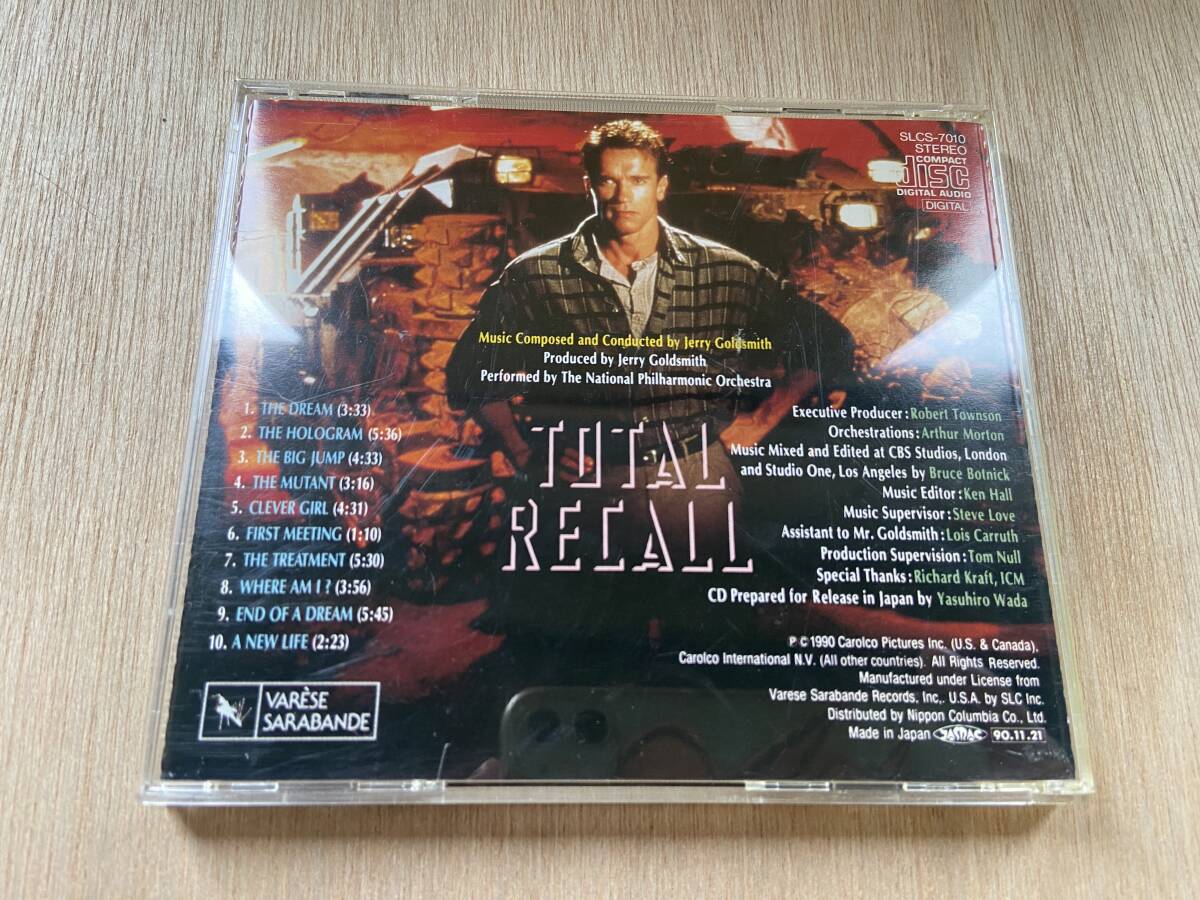 SLCS-7010
STEREO
COMPACT
disc
DIGITAL AUDIO
DIGITAL
Music Composed and Conducted by Jerry Goldsmith
Produced by Jerry Goldsmith
Performed by The National Philharmonic Orchestra
1. THE DREAM (3:33)
2. THE HOLOGRAM (5:36)
3. THE BIG JUMP (4:33)
4. THE MUTANT (3:16)
5. CLEVER GIRL (4:31)
6. FIRST MEETING (1:10)
7. THE TREATMENT (5:30)
8. WHERE AM I ? (3:56)
9. END OF A DREAM (5:45)
10. A NEW LIFE (2:23)
TOTAL
RECALL
Executive Producer : Robert Townson
Orchestrations : Arthur Morton
Music Mixed and Edited at CBS Studios, London
and Studio One, Los Angeles by Bruce Botnick
Music Editor : Ken Hall
Music Supervisor : Steve Love
Assistant to Mr. Goldsmith : Lois Carruth
Production Supervision : Tom Null
Special Thanks : Richard Kraft, ICM
CD Prepared for Release in Japan by Yasuhiro Wada
P C 1990 Carolco Pictures Inc. (U.S. & Canada),
Carolco International N.V. (All other countries). All Rights Reserved.
Manufactured under License from
Varese Sarabande Records, Inc,. U.S.A. by SLC Inc.
Distributed by Nippon Columbia Co., Ltd.
Made in Japan JASRAC 90.11.21
VARÈSE
SARABANDE